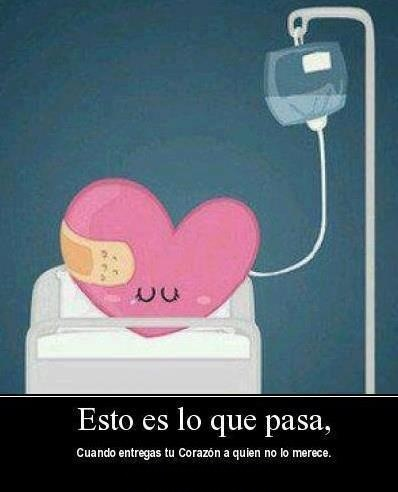 Esto es lo que pasa,
Cuando entregas tu Corazón a quien no lo merece.